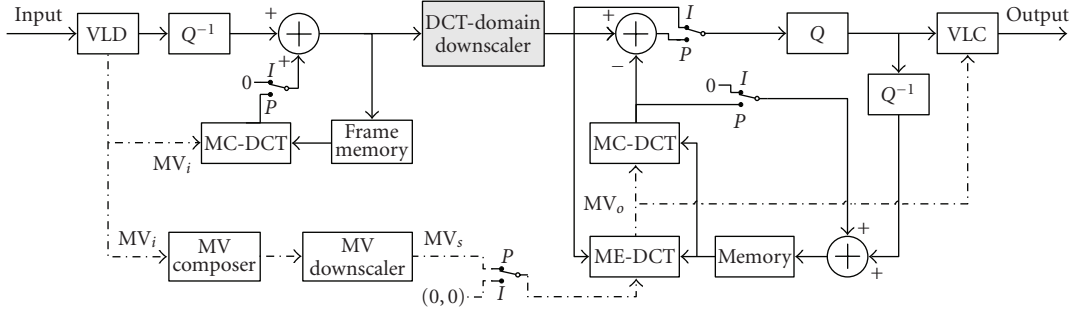 Input
VLD
Q⁻¹
+
+
DCT-domain
downscaler
+
−
I
P
Q
VLC
Output
0
I
P
MC-DCT
MVᵢ
Frame
memory
0
I
P
Q⁻¹
MC-DCT
MVₒ
MVᵢ
MV
composer
MV
downscaler
MVₛ
P
(0, 0)
I
ME-DCT
Memory
+
+